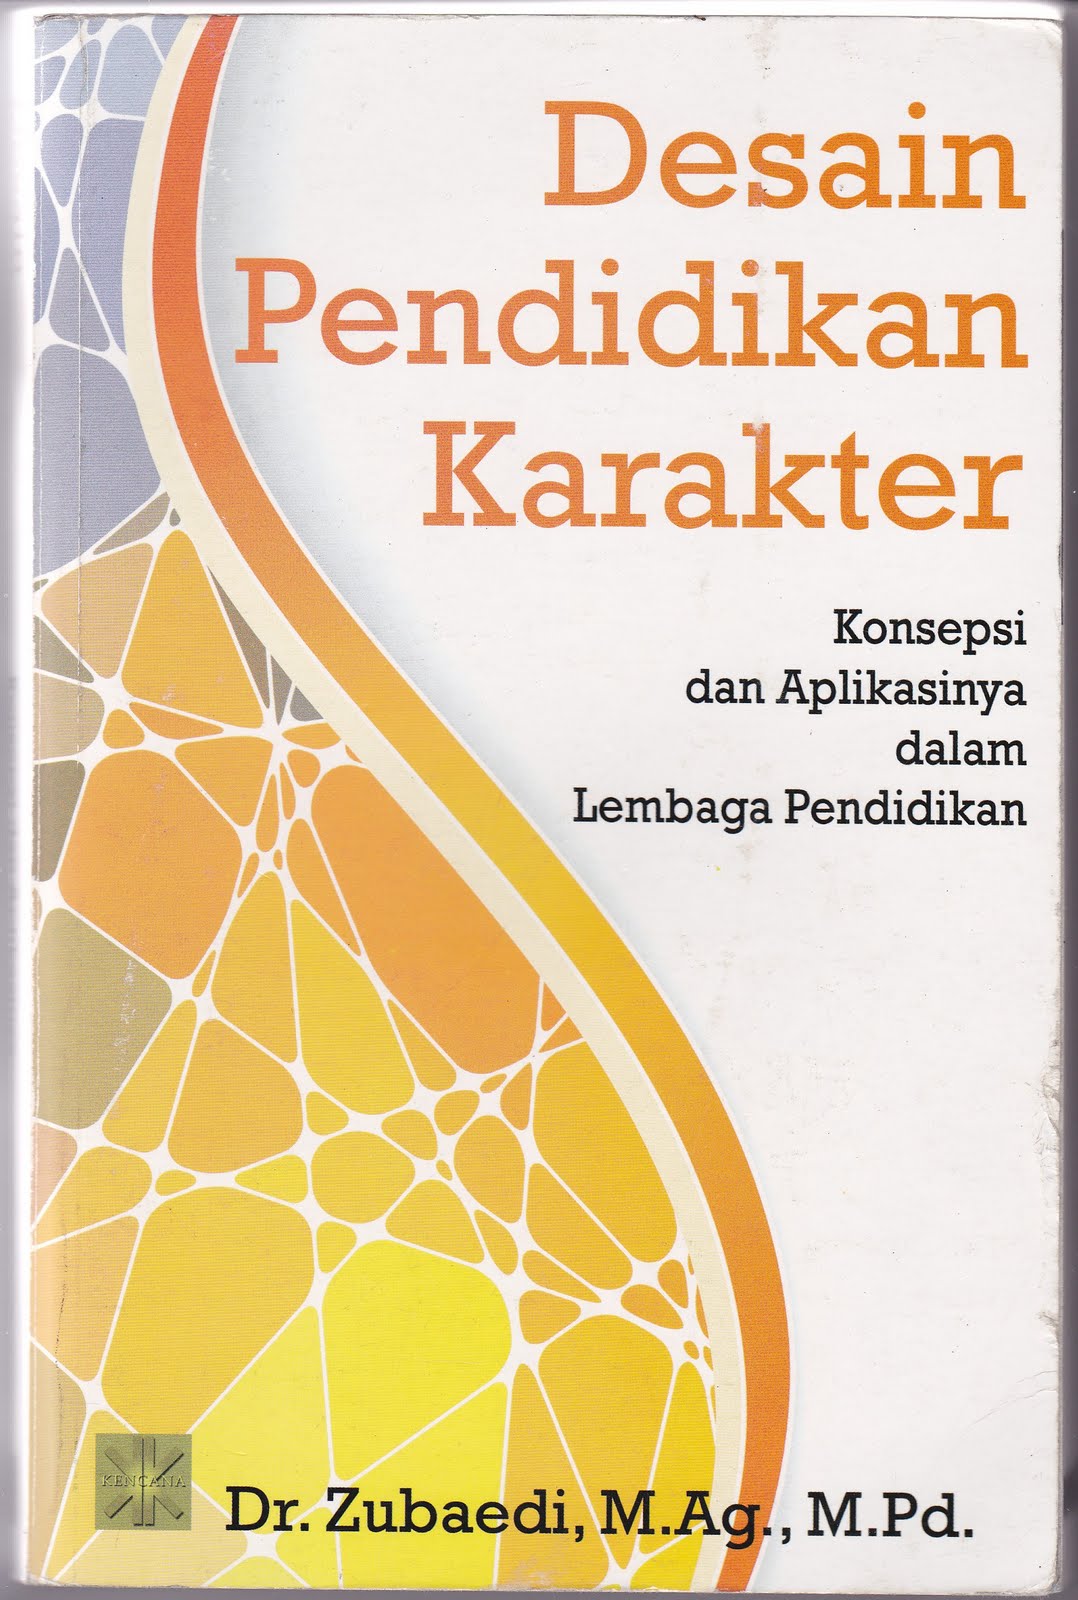 Desain
Pendidikan
Karakter
Konsepsi
dan Aplikasinya
dalam
Lembaga Pendidikan
KENCANA
Dr. Zubaedi, M.Ag., M.Pd.